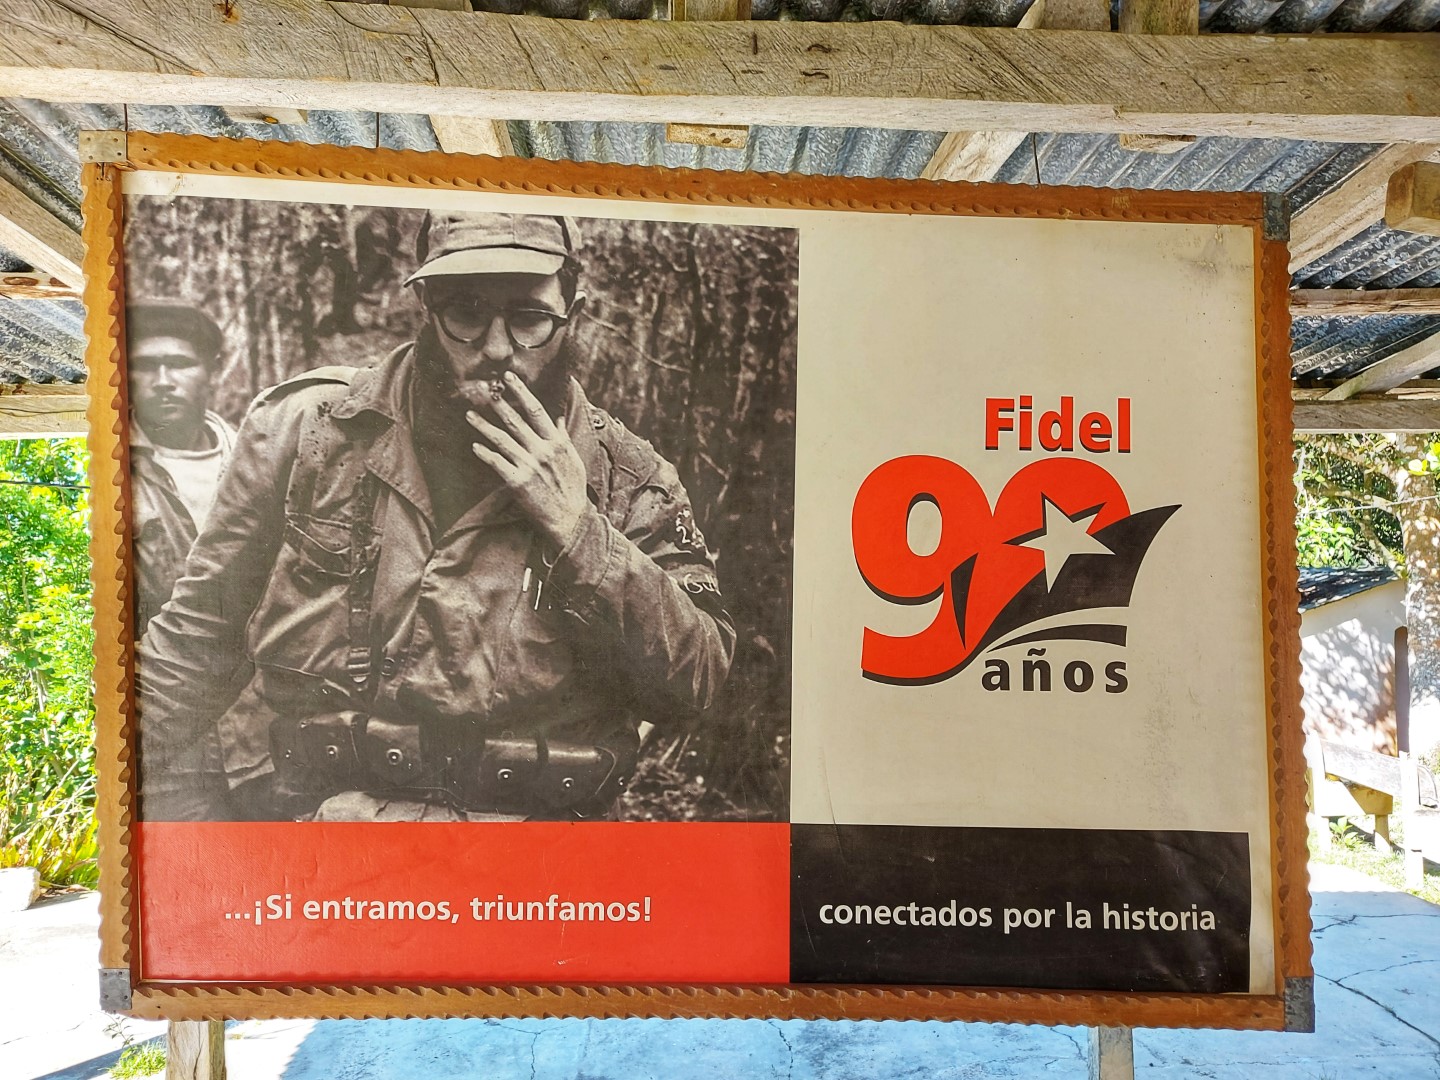 Fidel
90
años
...¡Si entramos, triunfamos!
conectados por la historia